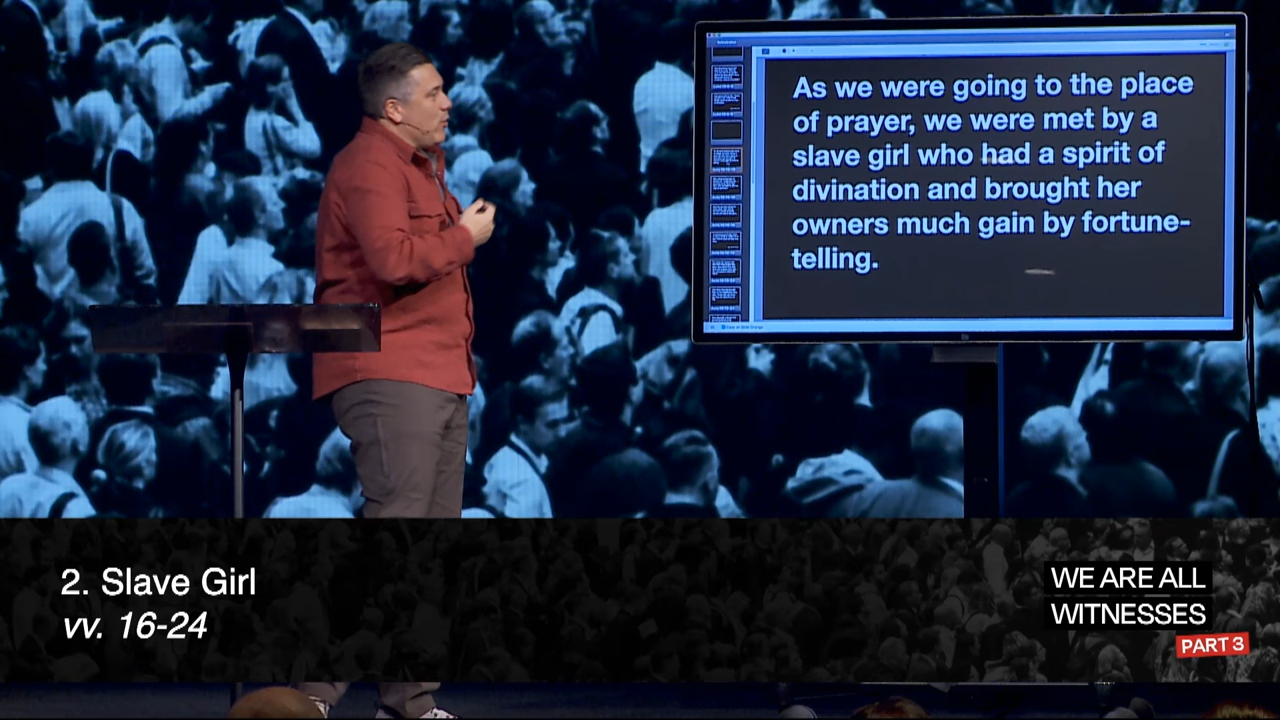 As we were going to the place
of prayer, we were met by a
slave girl who had a spirit of
divination and brought her
owners much gain by fortune-
telling.
2. Slave Girl
vv. 16-24
WE ARE ALL
WITNESSES
PART 3